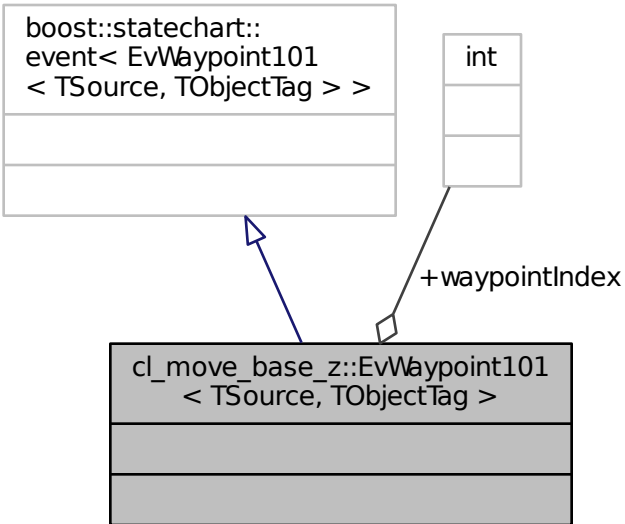 boost::statechart::
event< EvWaypoint101
< TSource, TObjectTag > >
int
+waypointIndex
cl_move_base_z::EvWaypoint101
< TSource, TObjectTag >